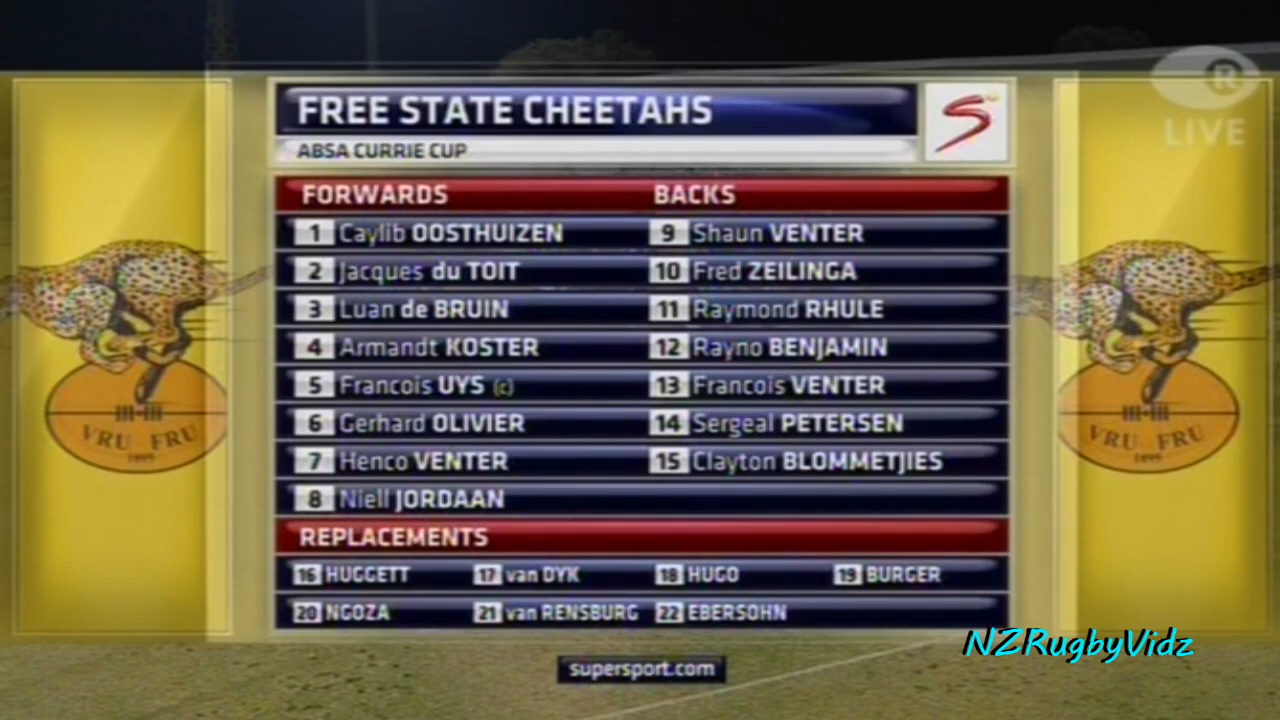 FREE STATE CHEETAHS
ABSA CURRIE CUP
S
R
LIVE
FORWARDS BACKS
1 Caylib OOSTHUIZEN 9 Shaun VENTER
2 Jacques du TOIT 10 Fred ZEILINGA
3 Luan de BRUIN 11 Raymond RHULE
4 Armandt KOSTER 12 Rayno BENJAMIN
5 Francois UYS (c) 13 Francois VENTER
6 Gerhard OLIVIER 14 Sergeal PETERSEN
7 Henco VENTER 15 Clayton BLOMMETJIES
8 Niell JORDAAN
REPLACEMENTS
16 HUGGETT 17 van DYK 18 HUGO 19 BURGER
20 NGOZA 21 van RENSBURG 22 EBERSOHN
VRU FRU
1895
VRU FRU
1895
NZRugbyVidz
supersport.com